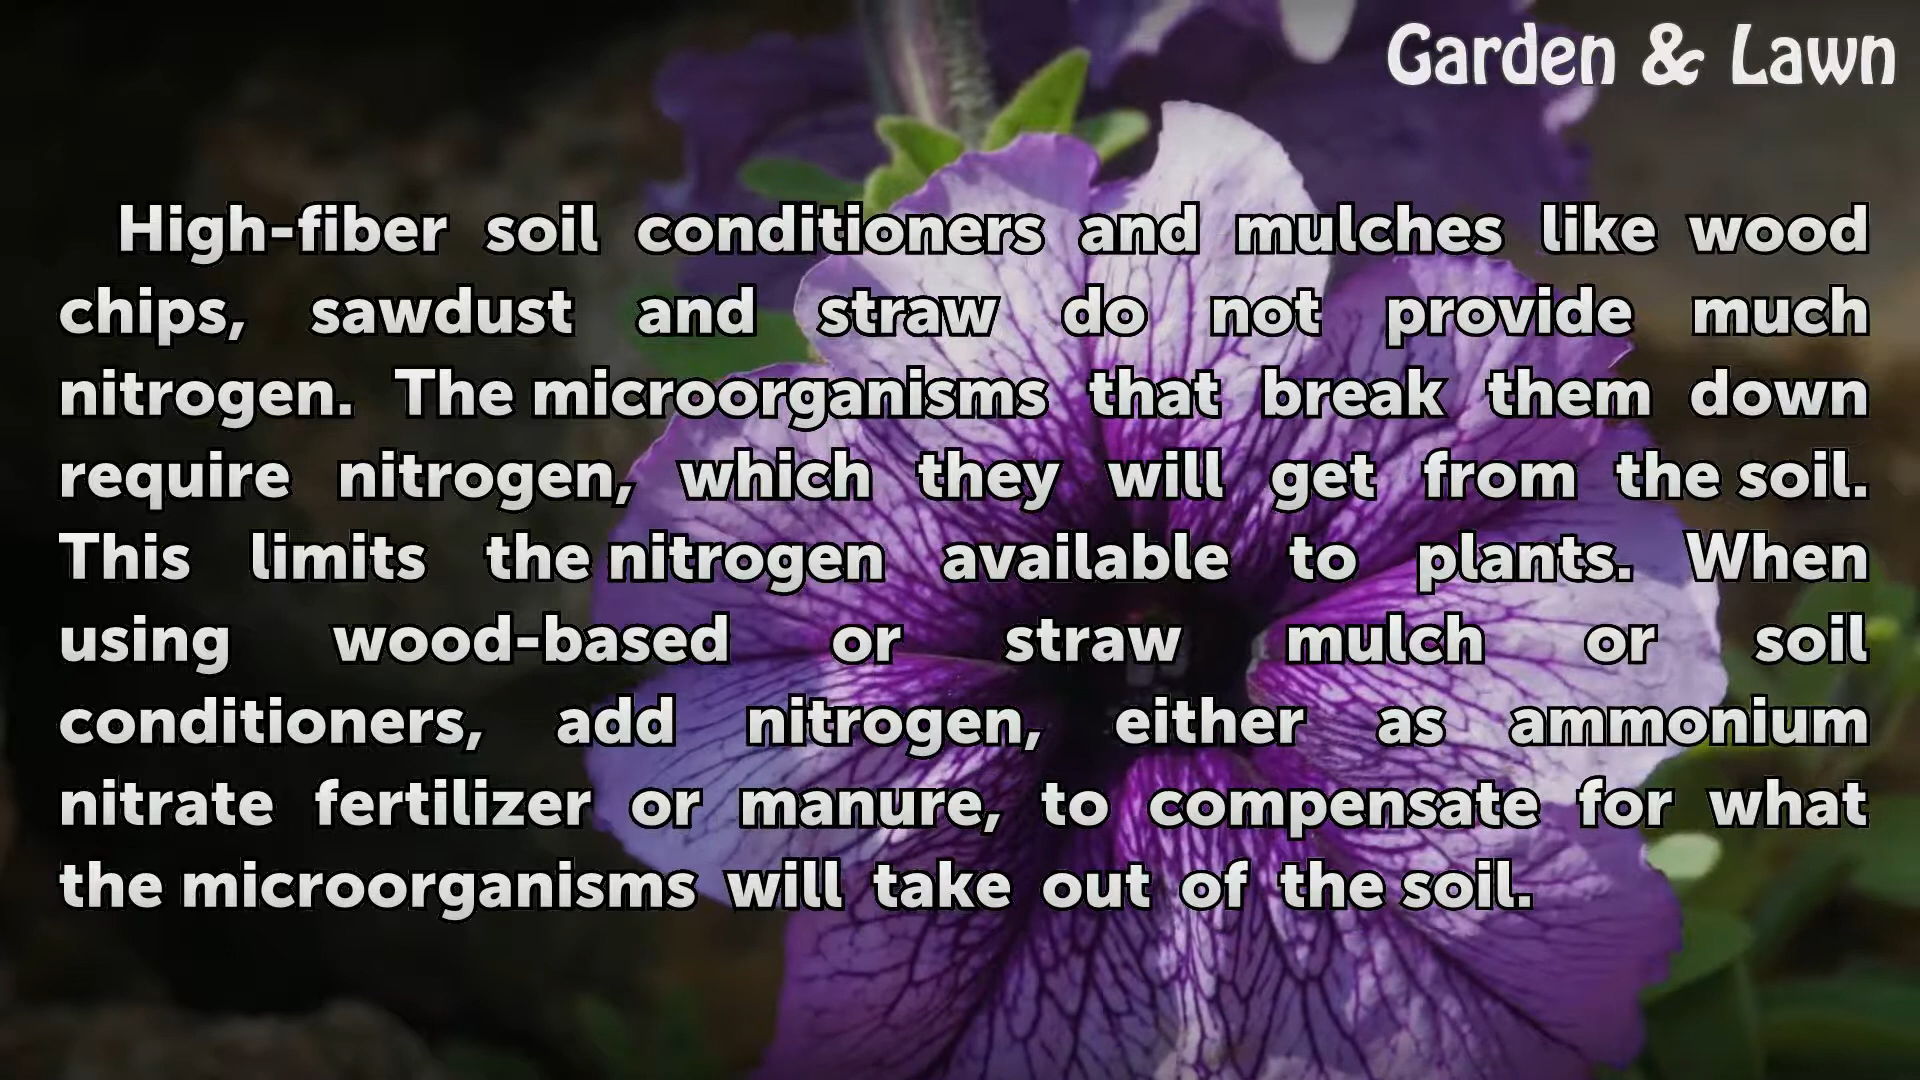 Garden & Lawn
High-fiber soil conditioners and mulches like wood
chips, sawdust and straw do not provide much
nitrogen. The microorganisms that break them down
require nitrogen, which they will get from the soil.
This limits the nitrogen available to plants. When
using wood-based or straw mulch or soil
conditioners, add nitrogen, either as ammonium
nitrate fertilizer or manure, to compensate for what
the microorganisms will take out of the soil.